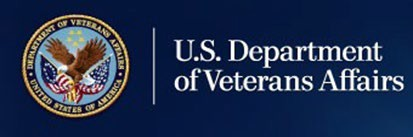 DEPARTMENT OF VETERANS AFFAIRS
UNITED STATES OF AMERICA
U.S. Department
of Veterans Affairs